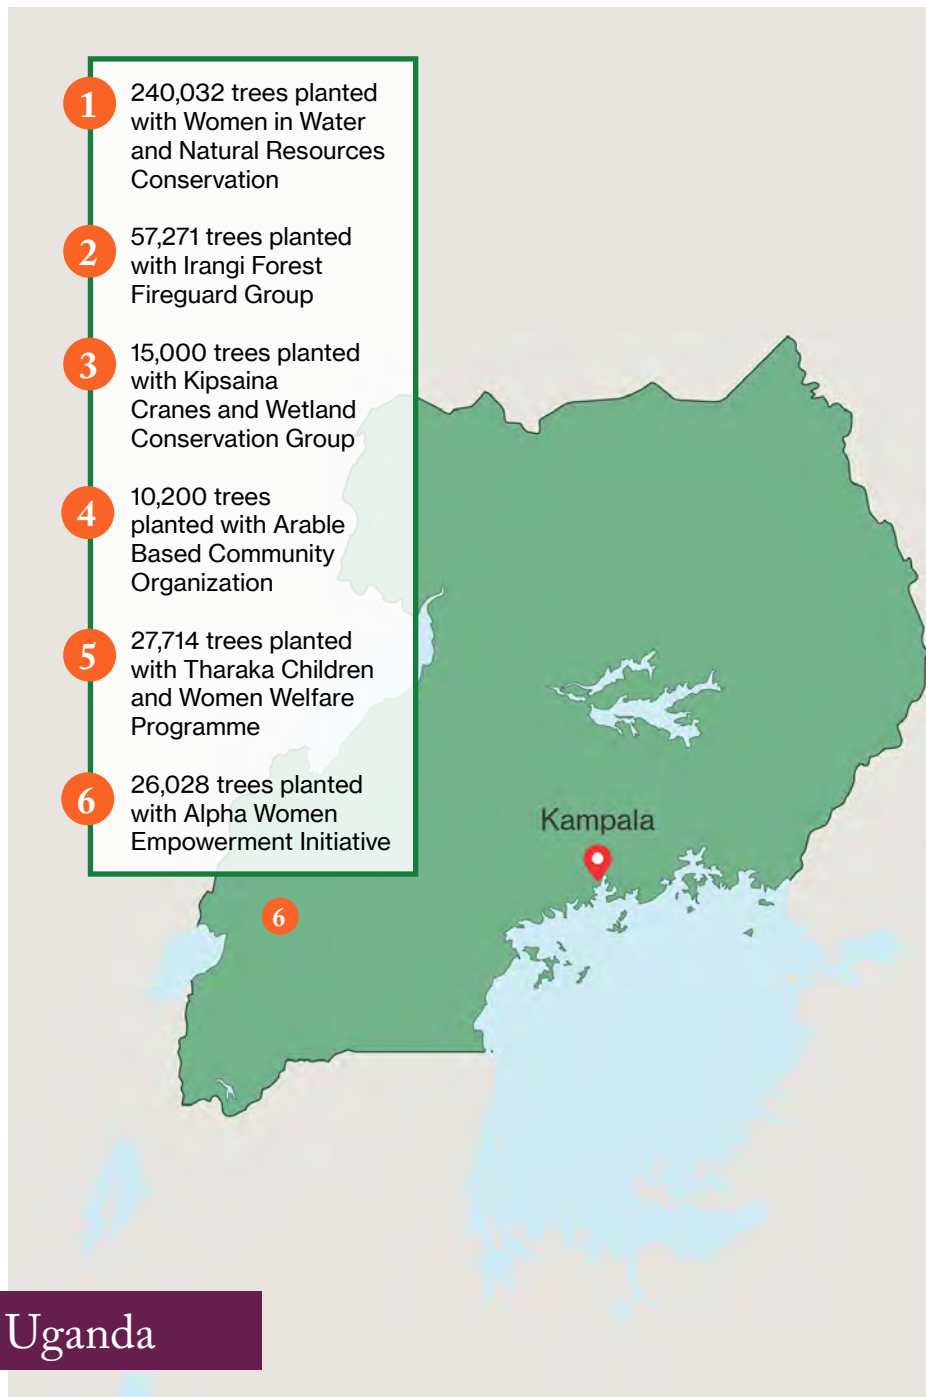 1
240,032 trees planted
with Women in Water
and Natural Resources
Conservation
2
57,271 trees planted
with Irangi Forest
Fireguard Group
3
15,000 trees planted
with Kipsaina
Cranes and Wetland
Conservation Group
4
10,200 trees
planted with Arable
Based Community
Organization
5
27,714 trees planted
with Tharaka Children
and Women Welfare
Programme
6
26,028 trees planted
with Alpha Women
Empowerment Initiative
Kampala
6
Uganda